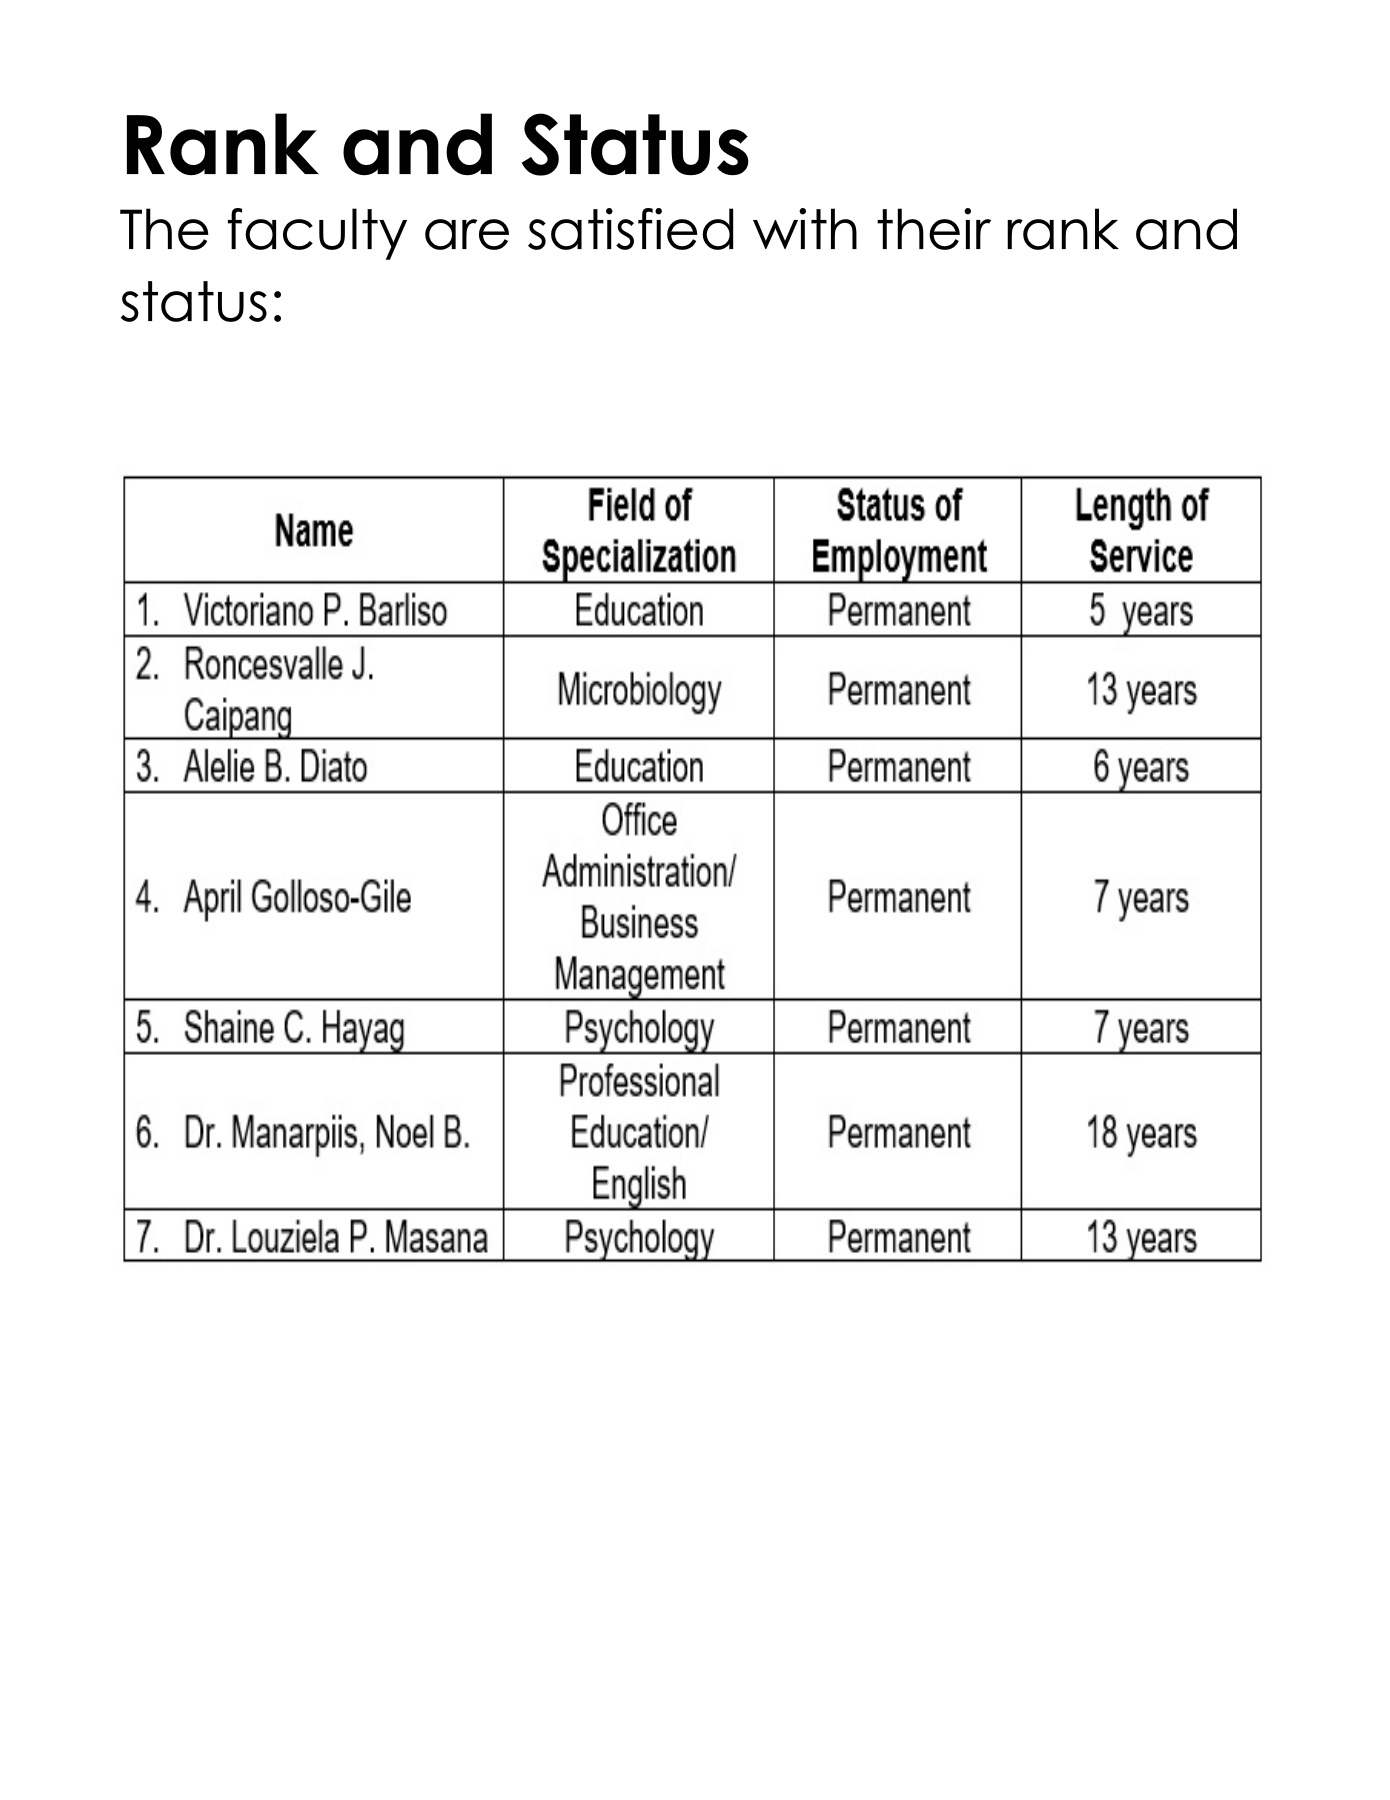 Rank and Status
The faculty are satisfied with their rank and
status:
Name
Field of
Specialization
Status of
Employment
Length of
Service
1. Victoriano P. Barliso
Education
Permanent
5 years
2. Roncesvalle J.
Caipang
Microbiology
Permanent
13 years
3. Alelie B. Diato
Education
Permanent
6 years
4. April Golloso-Gile
Office
Administration/
Business
Management
Permanent
7 years
5. Shaine C. Hayag
Psychology
Permanent
7 years
6. Dr. Manarpiis, Noel B.
Professional
Education/
English
Permanent
18 years
7. Dr. Louziela P. Masana
Psychology
Permanent
13 years